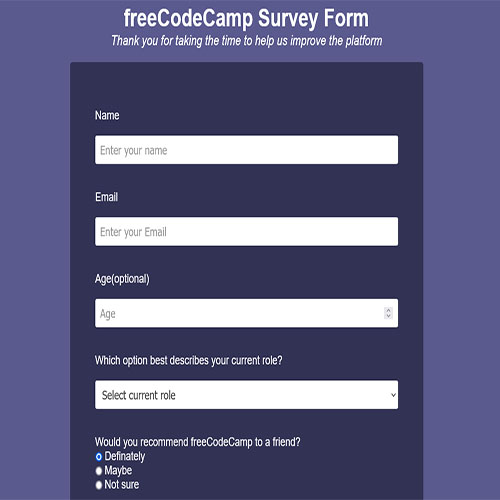 freeCodeCamp Survey Form
Thank you for taking the time to help us improve the platform
Name
Enter your name
Email
Enter your Email
Age(optional)
Age
Which option best describes your current role?
Select current role
Would you recommend freeCodeCamp to a friend?
Definately
Maybe
Not sure